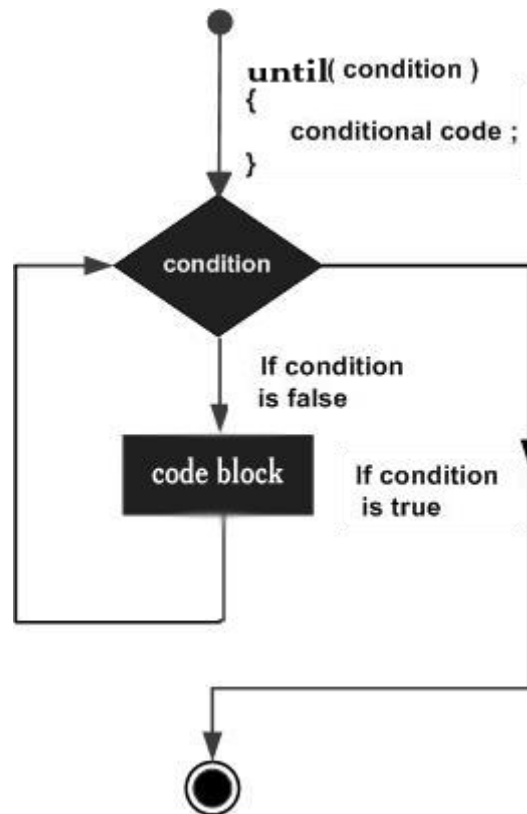 until( condition )
{
conditional code ;
}
condition
If condition
is false
code block
If condition
is true